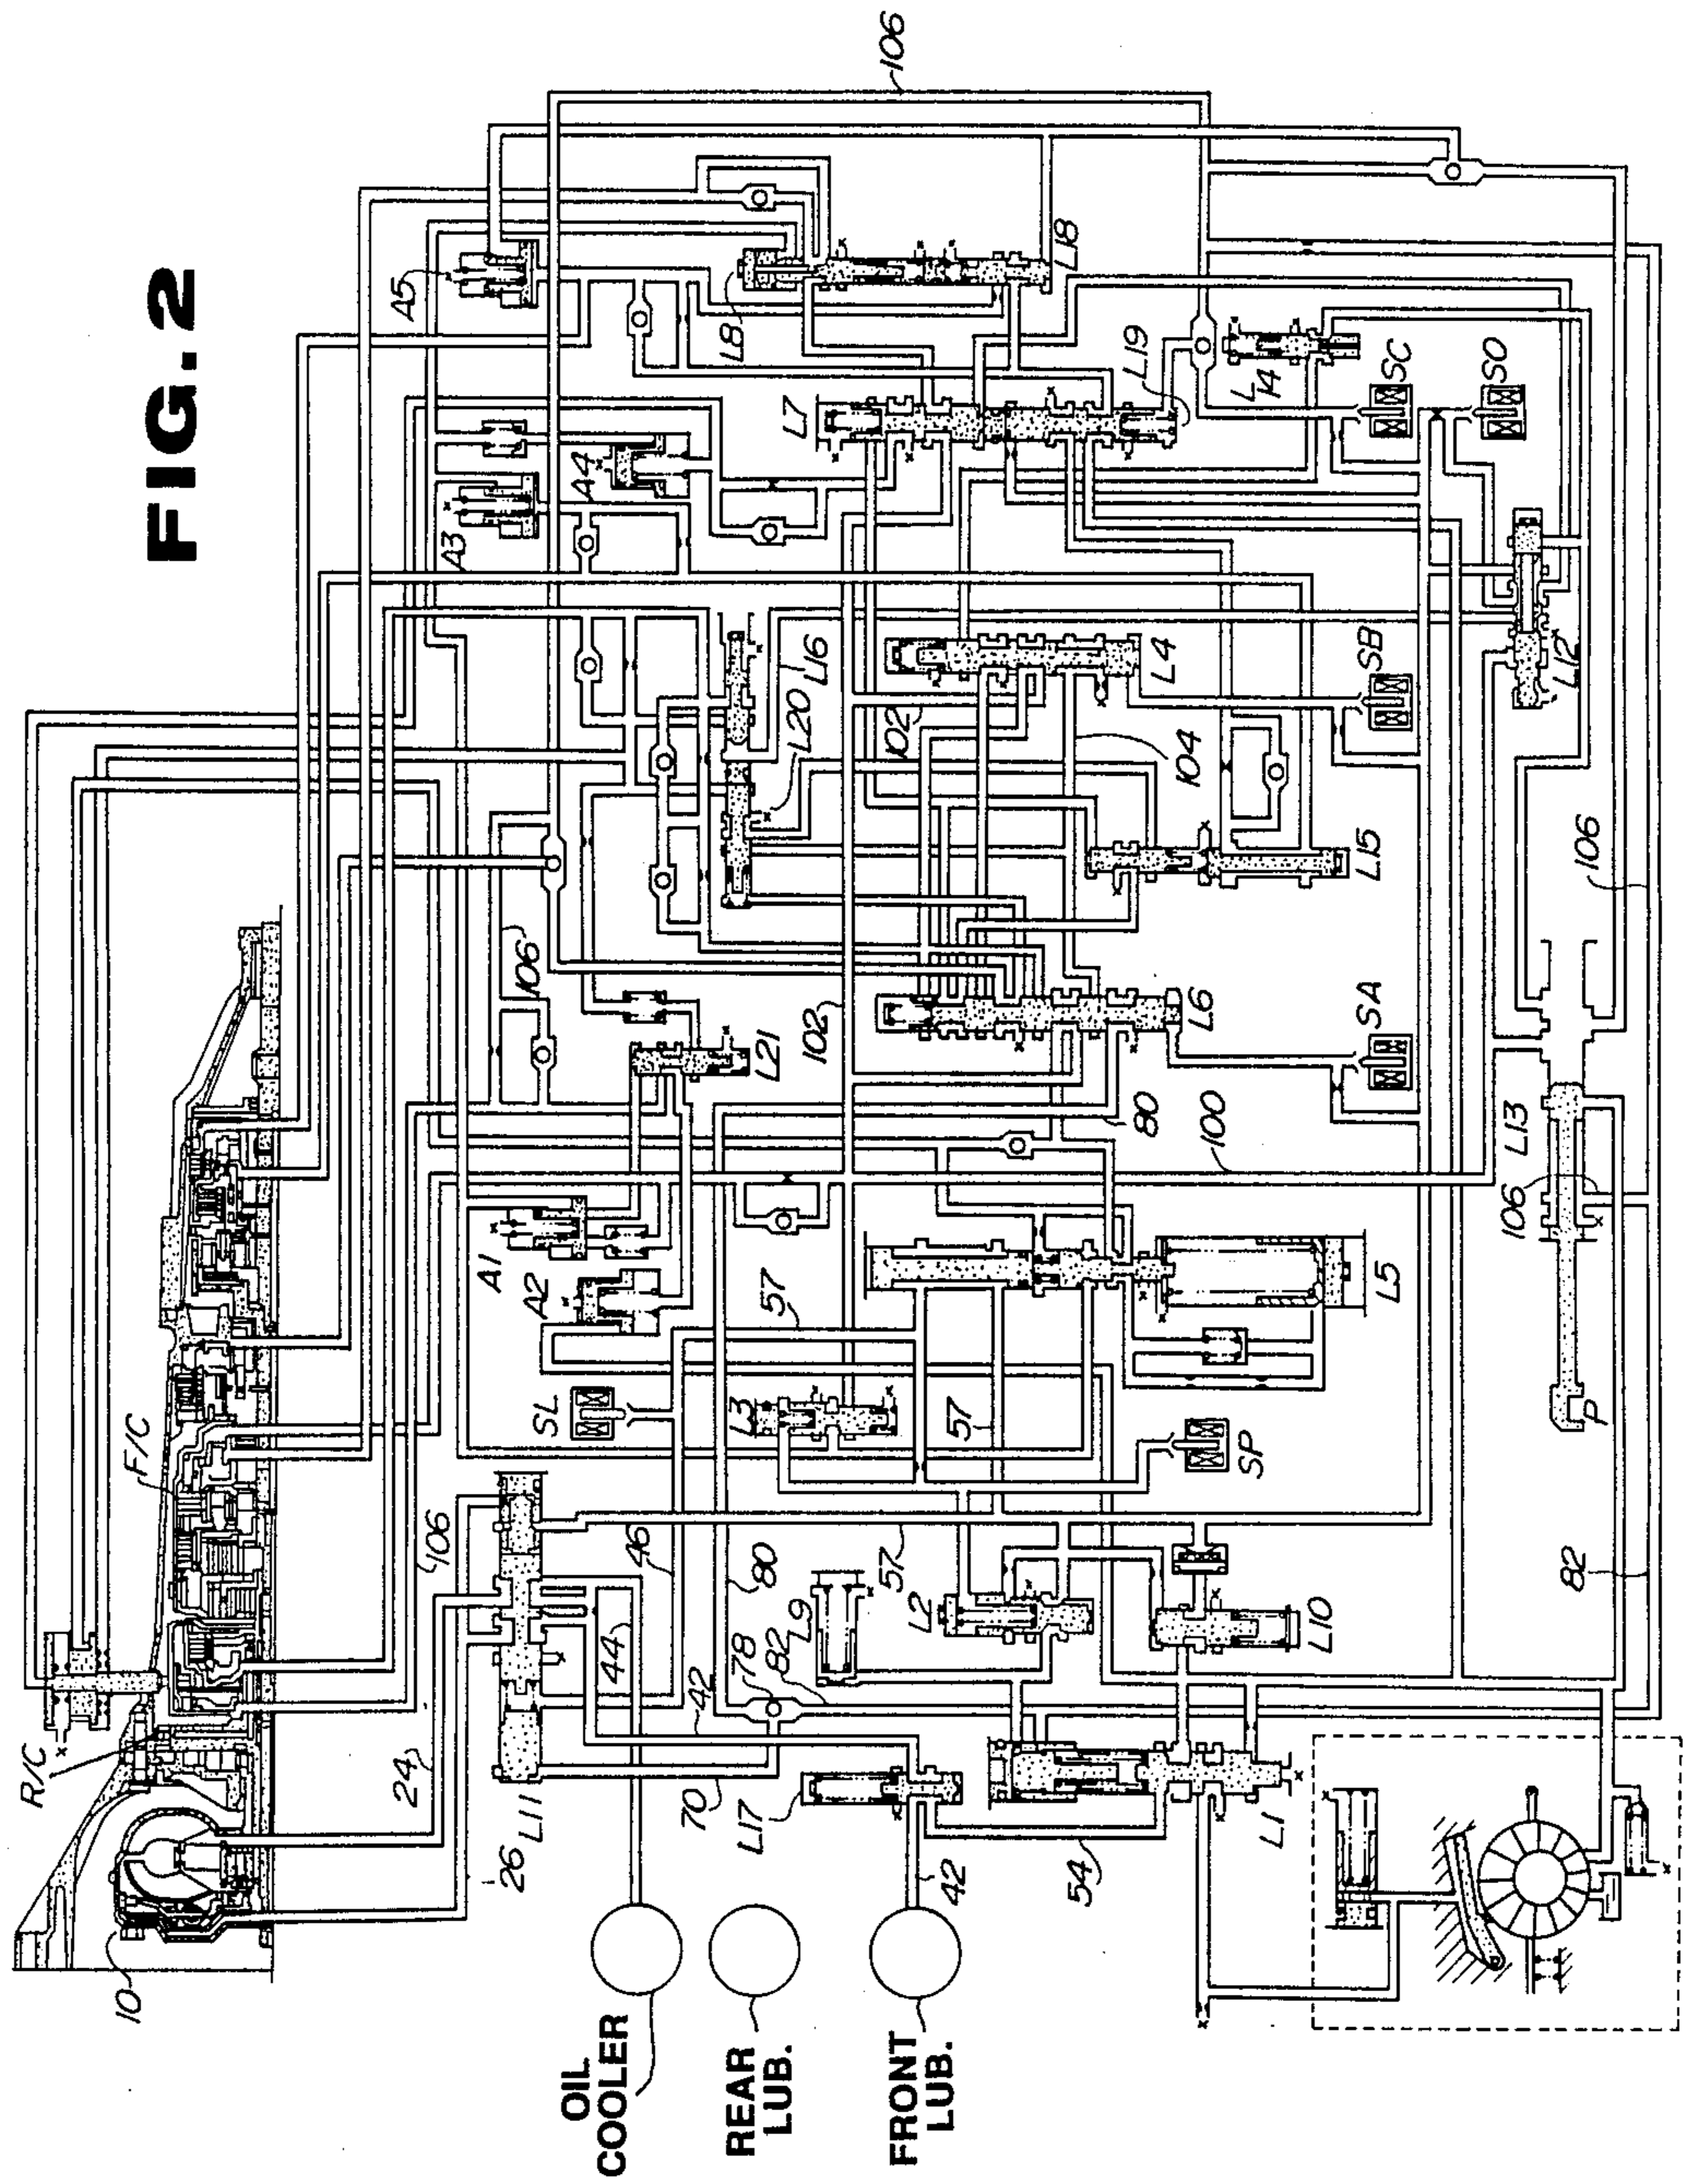 FIG. 2
106
A5
L8
L18
L7
L19
L14
SC
SO
A4
A3
L16
L20
102
L4
104
SB
L12
L15
106
106
L21
102
L6
SA
80
100
L13
106
A1
A2
57
L5
SL
L3
57
SP
P
F/C
106
46
80
57
L9
L2
L10
82
R/C
24
44
42
78
82
26
L11
70
L17
54
42
L1
10
OIL
COOLER
REAR
LUB.
FRONT
LUB.